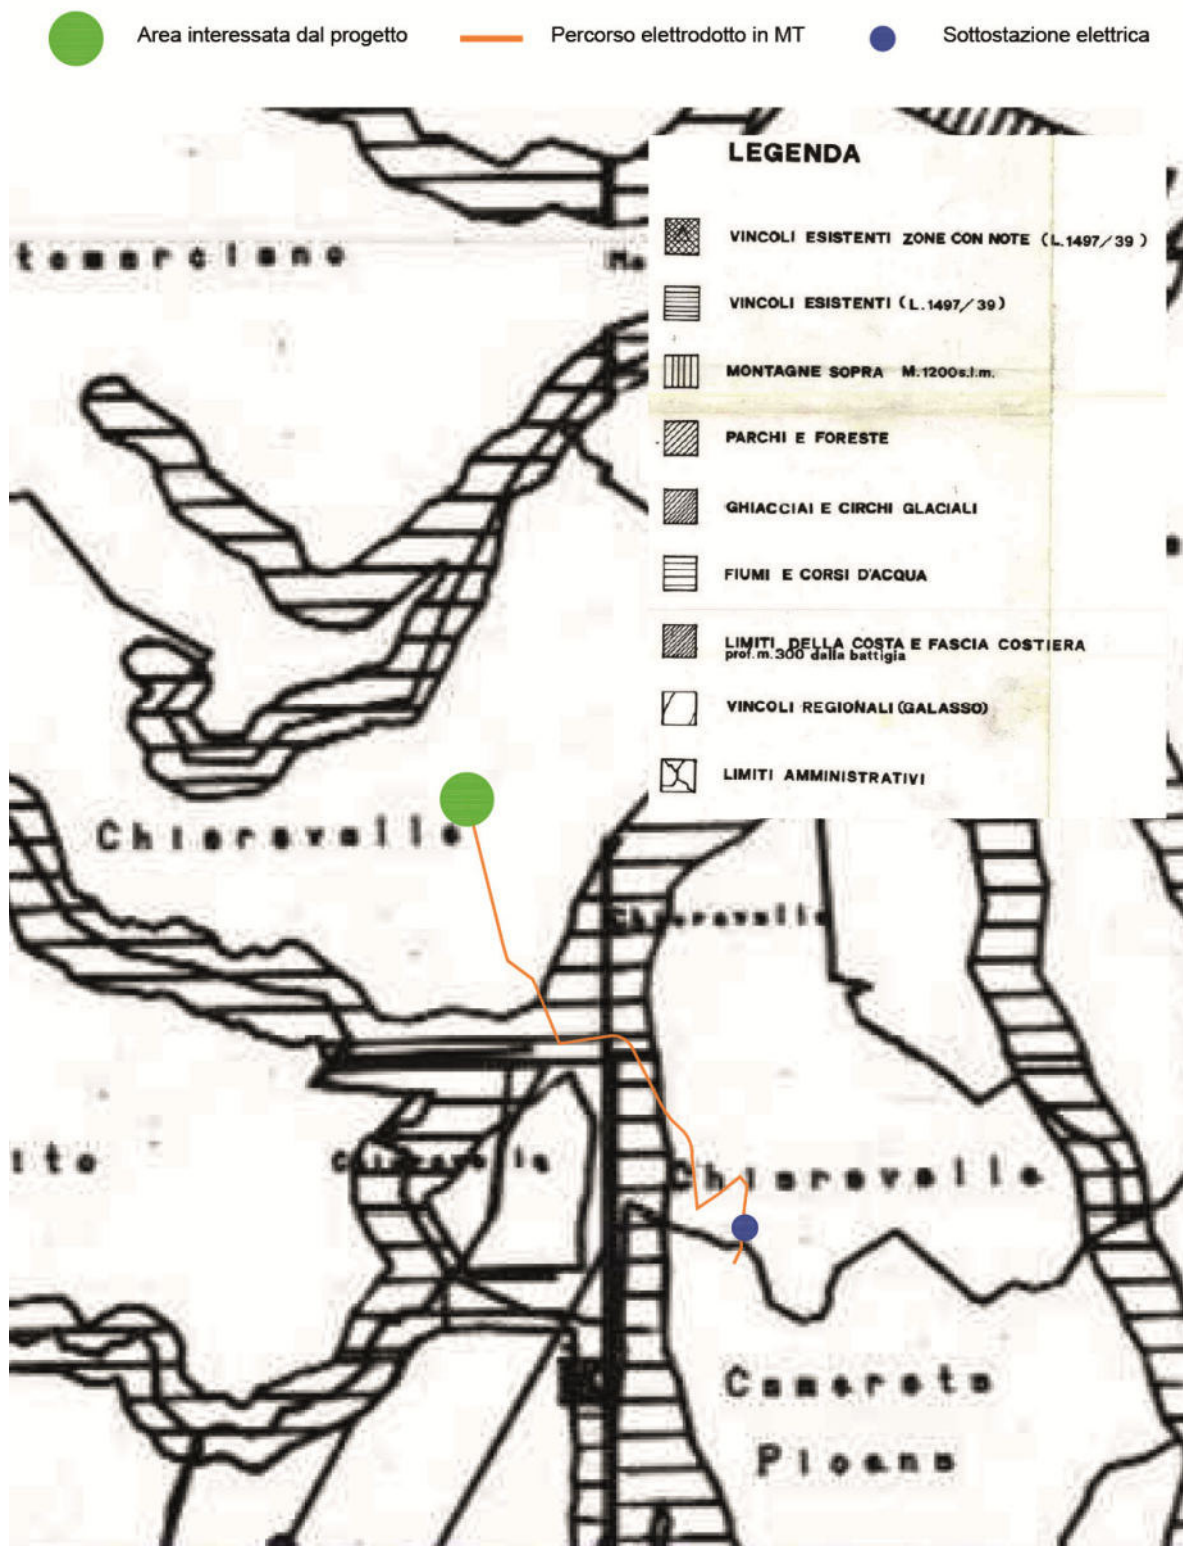 Area interessata dal progetto
Percorso elettrodotto in MT
Sottostazione elettrica
LEGENDA
VINCOLI ESISTENTI ZONE CON NOTE (L.1497/39)
VINCOLI ESISTENTI (L.1497/39)
MONTAGNE SOPRA M.1200s.l.m.
PARCHI E FORESTE
GHIACCIAI E CIRCHI GLACIALI
FIUMI E CORSI D'ACQUA
LIMITI DELLA COSTA E FASCIA COSTIERA
prof.m.300 dalla battigia
VINCOLI REGIONALI (GALASSO)
LIMITI AMMINISTRATIVI
temarciano
Chiaravalle
Chiaravalle
Chiaravalle
Chiaravalle
Camerata
Picena